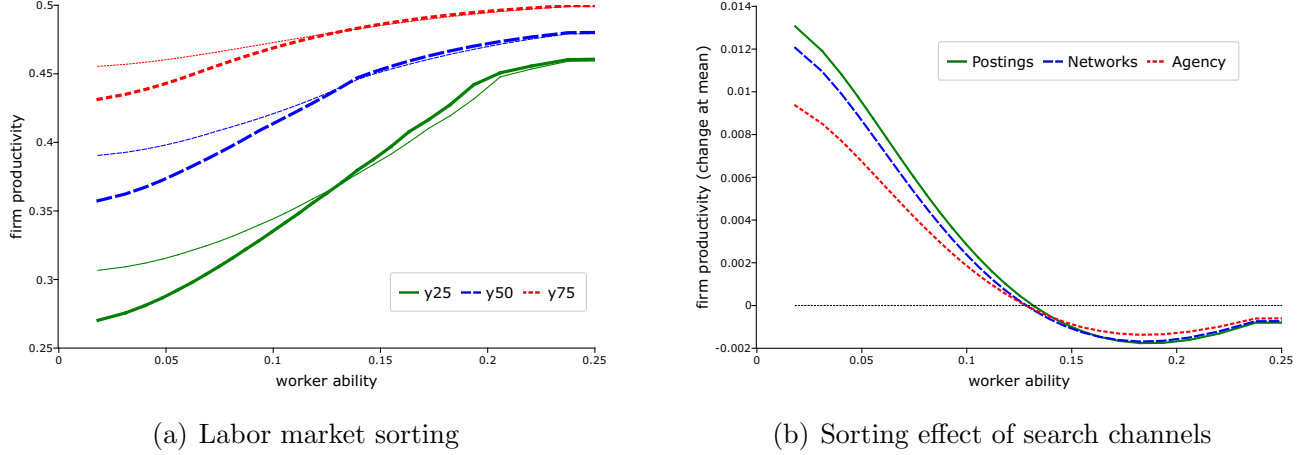 0.5
0.45
0.4
0.35
0.3
0.25
firm productivity
y25 y50 y75
0 0.05 0.1 0.15 0.2 0.25
worker ability
(a) Labor market sorting
0.014
0.012
0.01
0.008
0.006
0.004
0.002
0
-0.002
firm productivity (change at mean)
Postings Networks Agency
0 0.05 0.1 0.15 0.2 0.25
worker ability
(b) Sorting effect of search channels